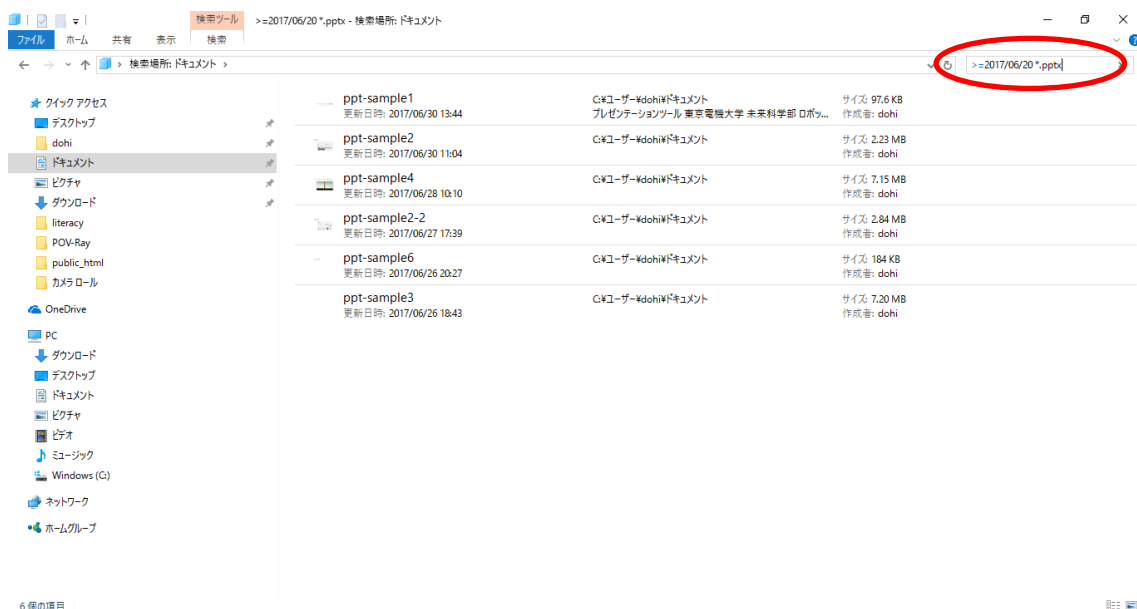 検索ツール >=2017/06/20 *.pptx - 検索場所: ドキュメント
ファイル ホーム 共有 表示 検索
検索場所: ドキュメント
>=2017/06/20 *.pptx
クイック アクセス
デスクトップ
dohi
ドキュメント
ピクチャ
ダウンロード
literacy
POV-Ray
public_html
カメラ ロール
OneDrive
PC
ダウンロード
デスクトップ
ドキュメント
ピクチャ
ビデオ
ミュージック
Windows (C:)
ネットワーク
ホームグループ
ppt-sample1 C:¥ユーザー¥dohi¥ドキュメント サイズ: 97.6 KB
更新日時: 2017/06/30 13:44 プレゼンテーションツール 東京電機大学 未来科学部 ロボッ... 作成者: dohi
ppt-sample2 C:¥ユーザー¥dohi¥ドキュメント サイズ: 2.23 MB
更新日時: 2017/06/30 11:04 作成者: dohi
ppt-sample4 C:¥ユーザー¥dohi¥ドキュメント サイズ: 7.15 MB
更新日時: 2017/06/28 10:10 作成者: dohi
ppt-sample2-2 C:¥ユーザー¥dohi¥ドキュメント サイズ: 2.84 MB
更新日時: 2017/06/27 17:39 作成者: dohi
ppt-sample6 C:¥ユーザー¥dohi¥ドキュメント サイズ: 184 KB
更新日時: 2017/06/26 20:27 作成者: dohi
ppt-sample3 C:¥ユーザー¥dohi¥ドキュメント サイズ: 7.20 MB
更新日時: 2017/06/26 18:43 作成者: dohi
6 個の項目